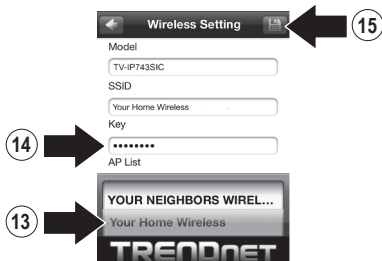 Wireless Setting
15
Model
TV-IP743SIC
SSID
Your Home Wireless
Key
14
••••••••
AP List
YOUR NEIGHBORS WIREL...
13
Your Home Wireless
TRENDNET